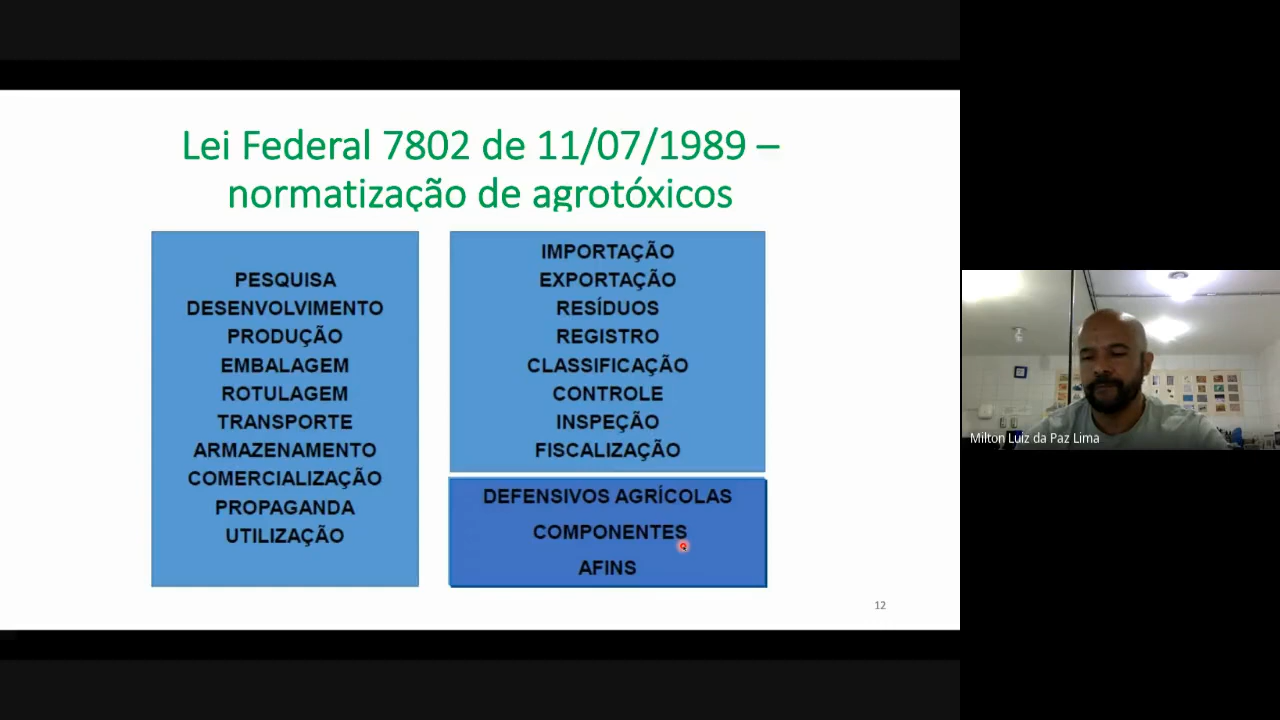 Lei Federal 7802 de 11/07/1989 –
normatização de agrotóxicos
PESQUISA
DESENVOLVIMENTO
PRODUÇÃO
EMBALAGEM
ROTULAGEM
TRANSPORTE
ARMAZENAMENTO
COMERCIALIZAÇÃO
PROPAGANDA
UTILIZAÇÃO
IMPORTAÇÃO
EXPORTAÇÃO
RESÍDUOS
REGISTRO
CLASSIFICAÇÃO
CONTROLE
INSPEÇÃO
FISCALIZAÇÃO
DEFENSIVOS AGRÍCOLAS
COMPONENTES
AFINS
12
Milton Luiz da Paz Lima